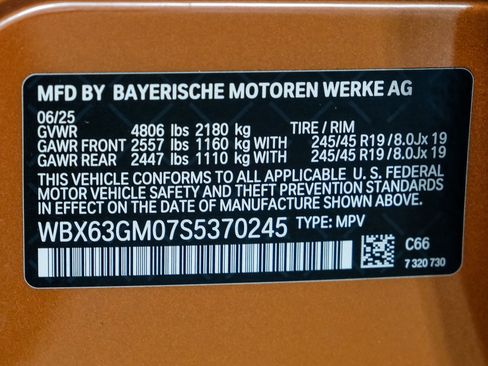 MFD BY BAYERISCHE MOTOREN WERKE AG
06/25
GVWR 4806 lbs 2180 kg TIRE / RIM
GAWR FRONT 2557 lbs 1160 kg WITH 245/45 R19 / 8.0Jx 19
GAWR REAR 2447 lbs 1110 kg WITH 245/45 R19 / 8.0Jx 19
THIS VEHICLE CONFORMS TO ALL APPLICABLE U. S. FEDERAL
MOTOR VEHICLE SAFETY AND THEFT PREVENTION STANDARDS
IN EFFECT ON THE DATE OF MANUFACTURE SHOWN ABOVE.
WBX63GM07S5370245 TYPE: MPV
C66
7 320 730